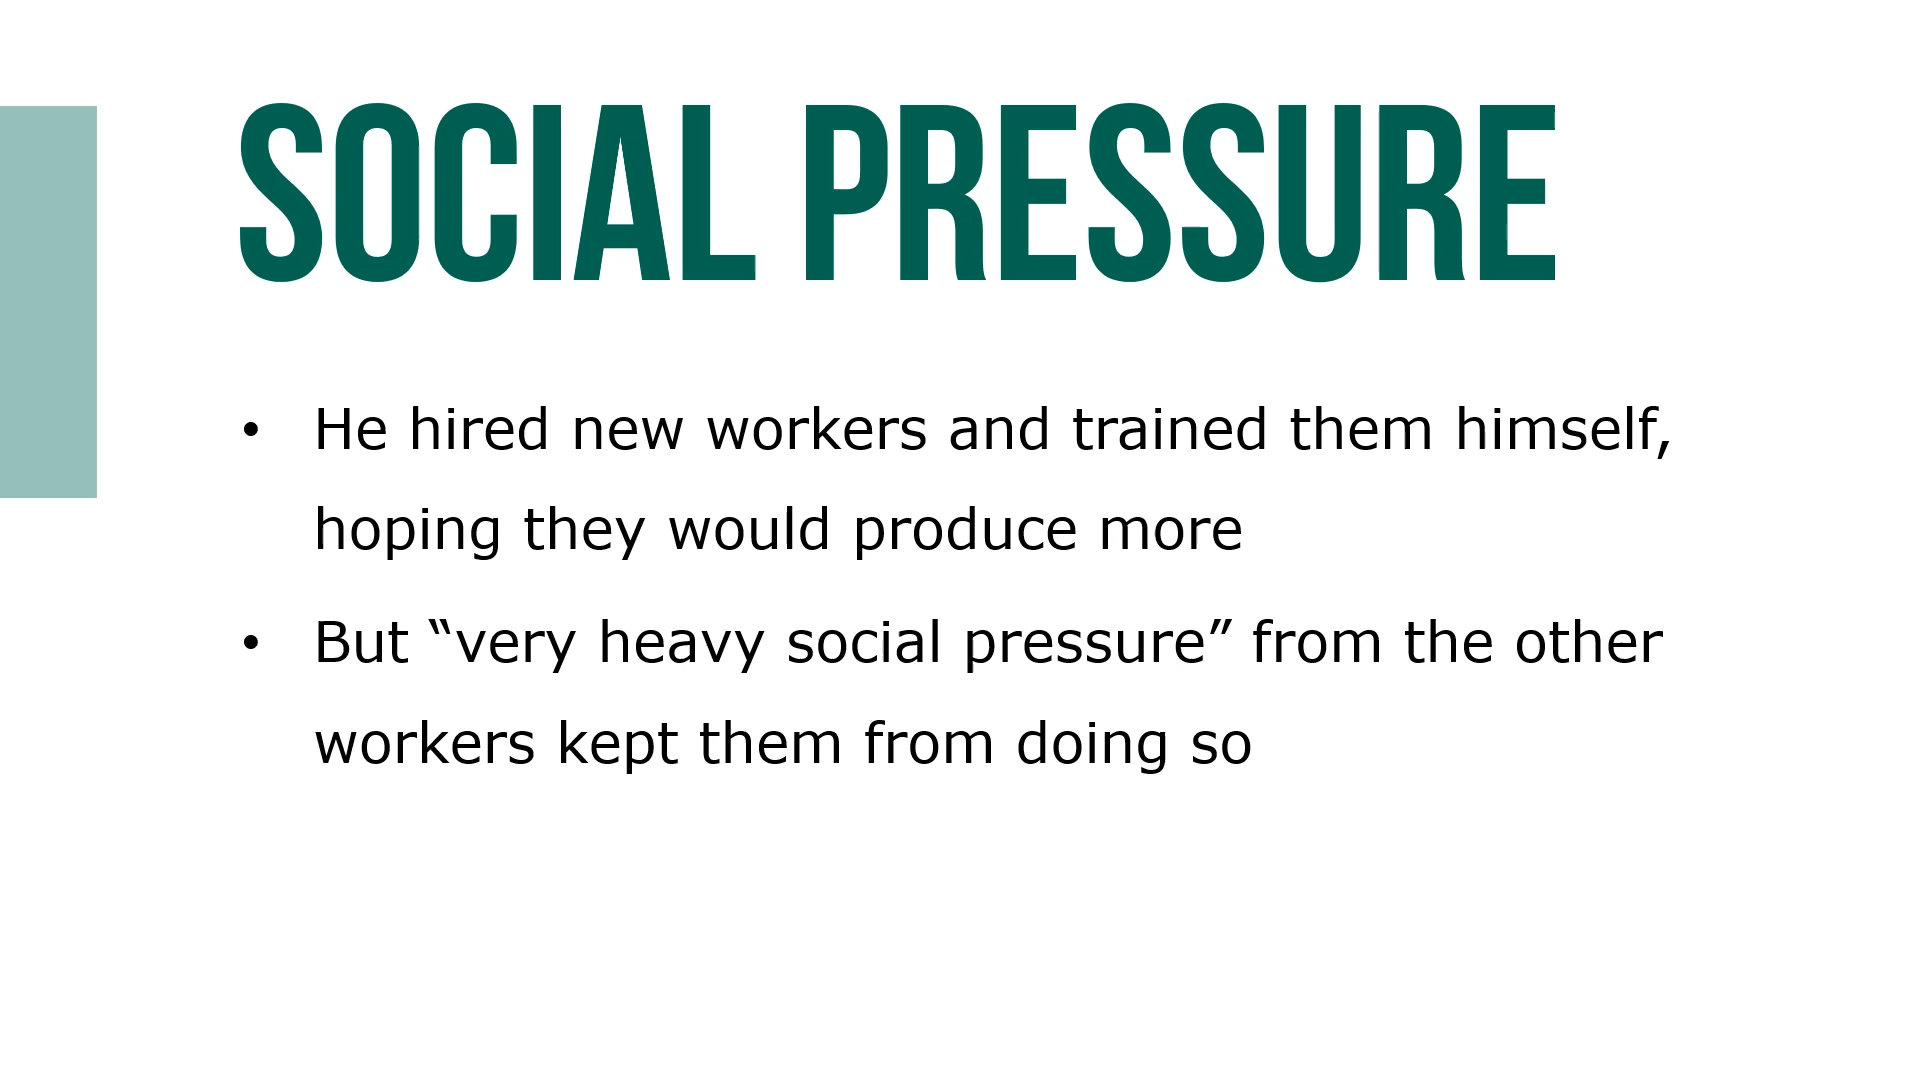 SOCIAL PRESSURE
• He hired new workers and trained them himself,
hoping they would produce more
• But “very heavy social pressure” from the other
workers kept them from doing so